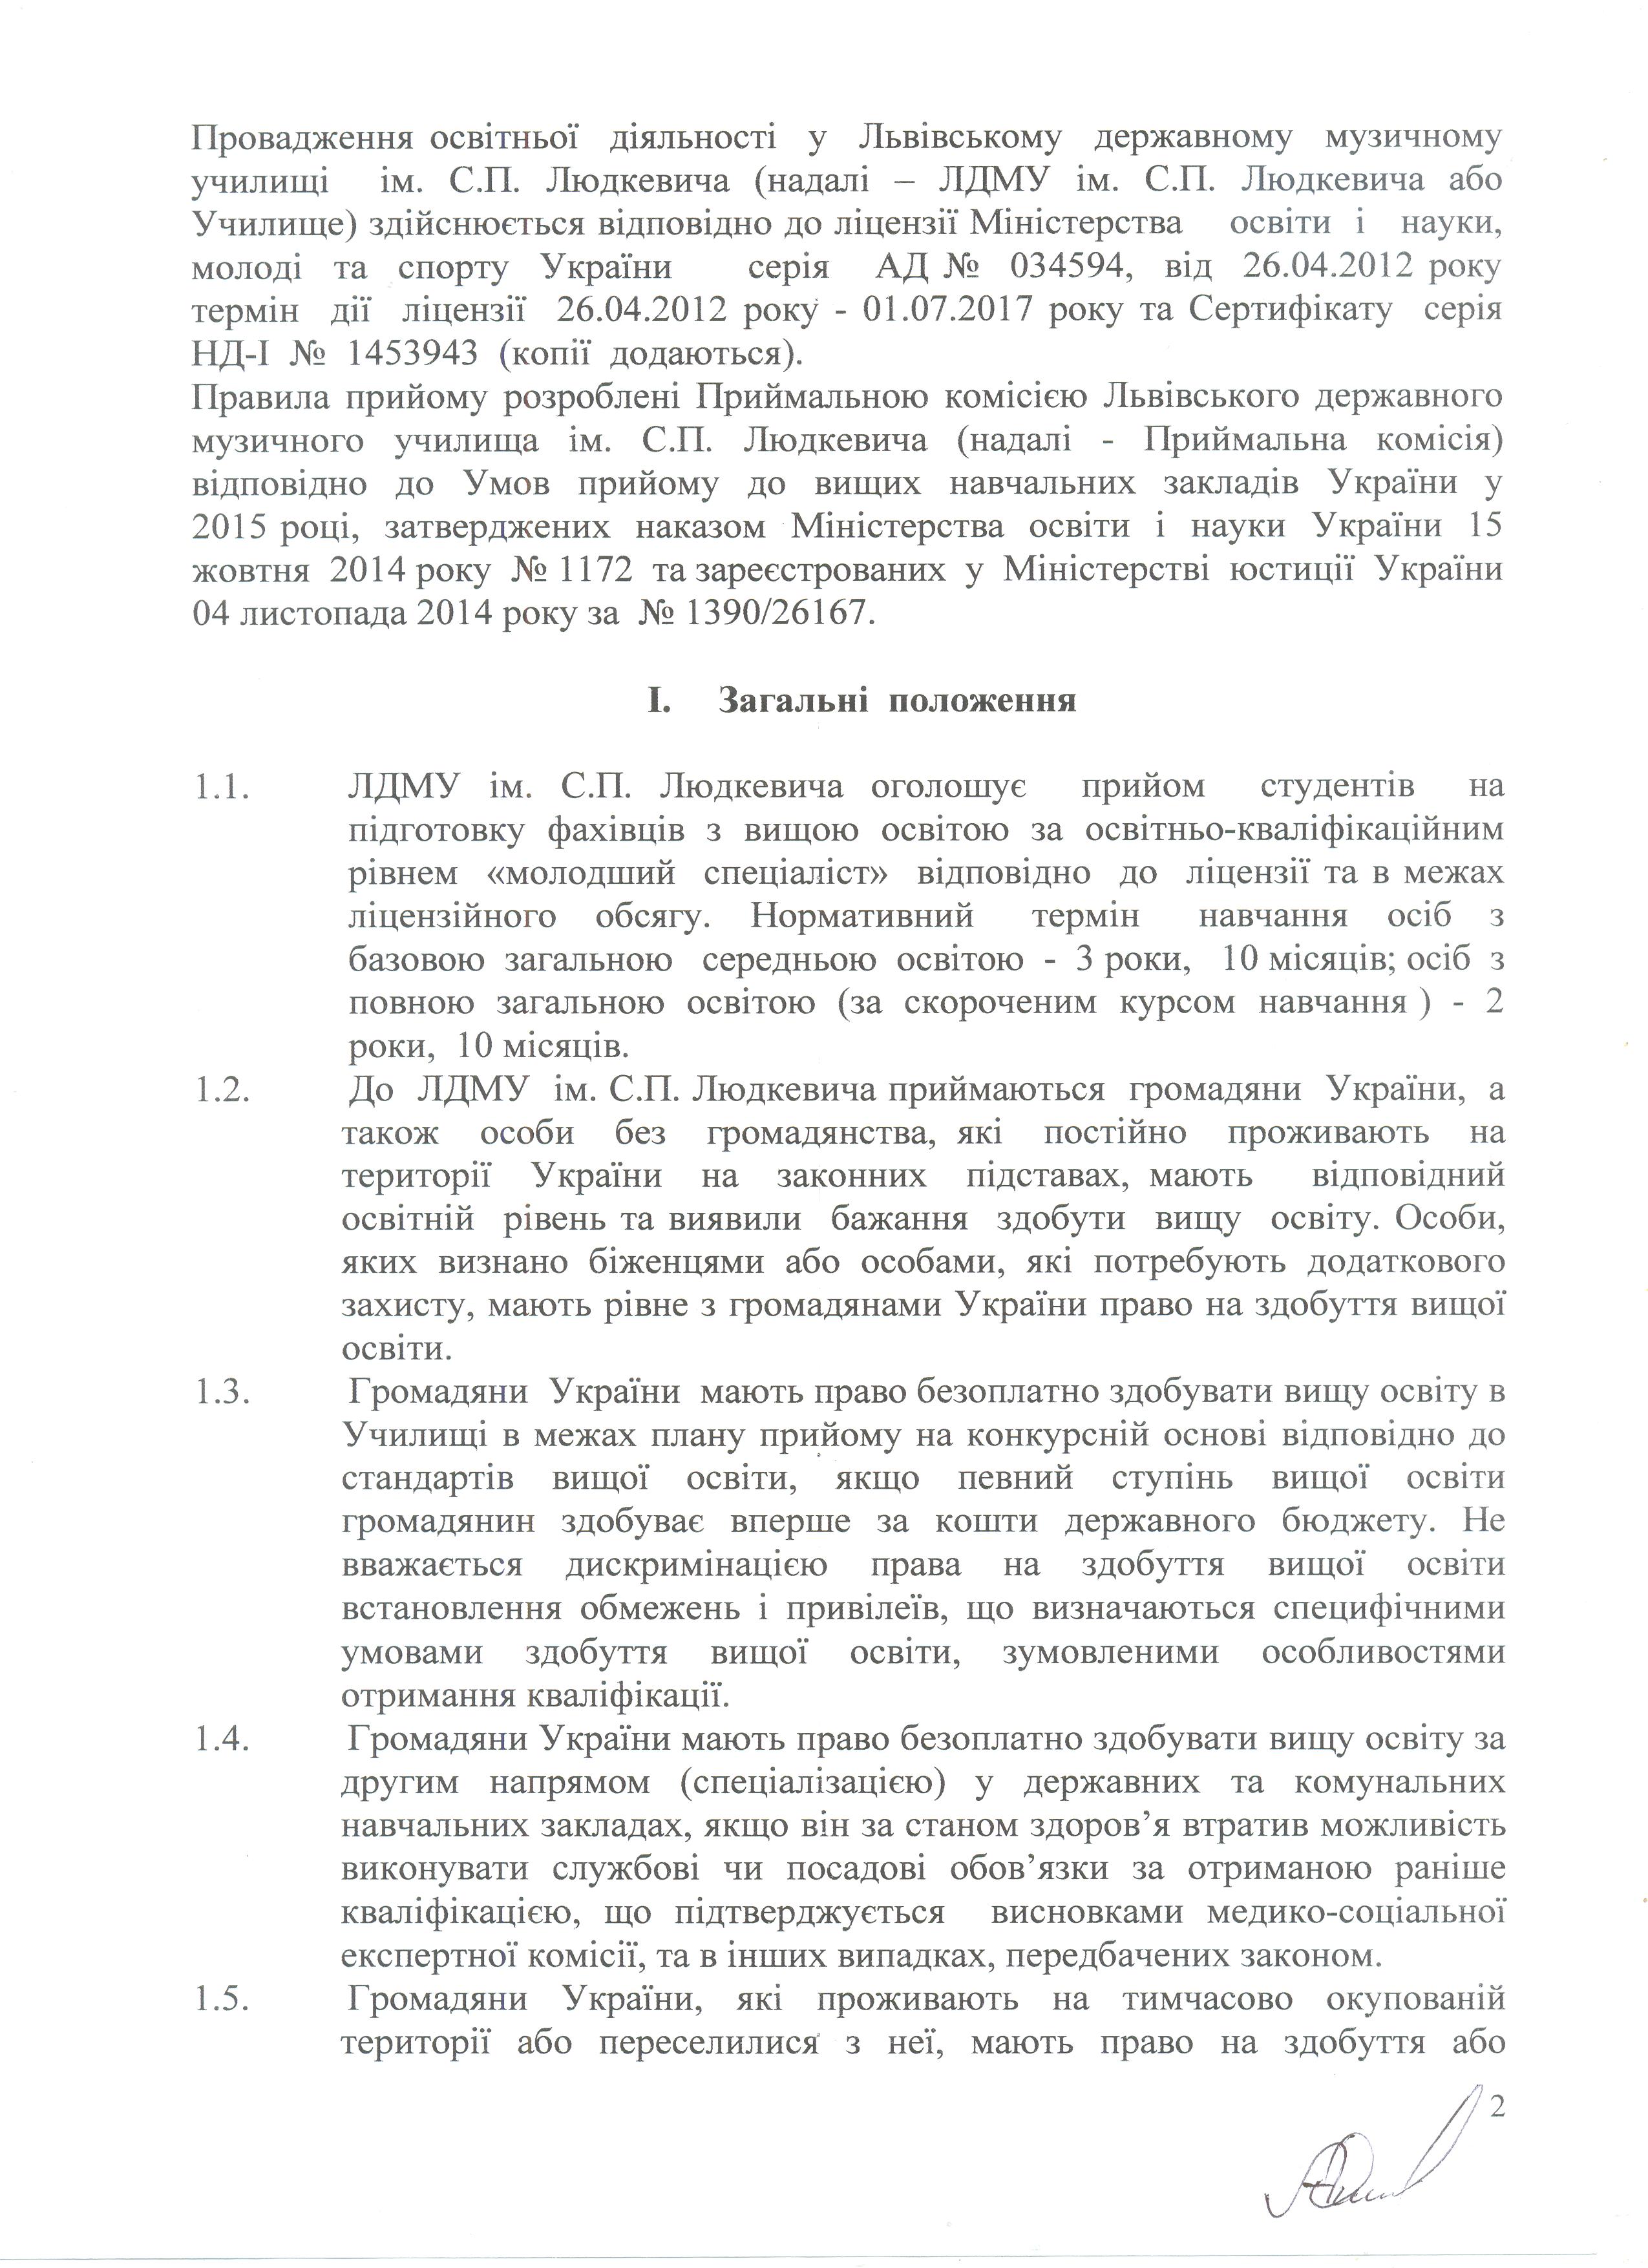 Провадження освітньої діяльності у Львівському державному музичному
училищі ім. С.П. Людкевича (надалі – ЛДМУ ім. С.П. Людкевича або
Училище) здійснюється відповідно до ліцензії Міністерства освіти і науки,
молоді та спорту України серія АД № 034594, від 26.04.2012 року
термін дії ліцензії 26.04.2012 року - 01.07.2017 року та Сертифікату серія
НД-І № 1453943 (копії додаються).
Правила прийому розроблені Приймальною комісією Львівського державного
музичного училища ім. С.П. Людкевича (надалі - Приймальна комісія)
відповідно до Умов прийому до вищих навчальних закладів України у
2015 році, затверджених наказом Міністерства освіти і науки України 15
жовтня 2014 року № 1172 та зареєстрованих у Міністерстві юстиції України
04 листопада 2014 року за № 1390/26167.
І. Загальні положення
1.1. ЛДМУ ім. С.П. Людкевича оголошує прийом студентів на
підготовку фахівців з вищою освітою за освітньо-кваліфікаційним
рівнем «молодший спеціаліст» відповідно до ліцензії та в межах
ліцензійного обсягу. Нормативний термін навчання осіб з
базовою загальною середньою освітою - 3 роки, 10 місяців; осіб з
повною загальною освітою (за скороченим курсом навчання ) - 2
роки, 10 місяців.
1.2. До ЛДМУ ім. С.П. Людкевича приймаються громадяни України, а
також особи без громадянства, які постійно проживають на
території України на законних підставах, мають відповідний
освітній рівень та виявили бажання здобути вищу освіту. Особи,
яких визнано біженцями або особами, які потребують додаткового
захисту, мають рівне з громадянами України право на здобуття вищої
освіти.
1.3. Громадяни України мають право безоплатно здобувати вищу освіту в
Училищі в межах плану прийому на конкурсній основі відповідно до
стандартів вищої освіти, якщо певний ступінь вищої освіти
громадянин здобуває вперше за кошти державного бюджету. Не
вважається дискримінацією права на здобуття вищої освіти
встановлення обмежень і привілеїв, що визначаються специфічними
умовами здобуття вищої освіти, зумовленими особливостями
отримання кваліфікації.
1.4. Громадяни України мають право безоплатно здобувати вищу освіту за
другим напрямом (спеціалізацією) у державних та комунальних
навчальних закладах, якщо він за станом здоров’я втратив можливість
виконувати службові чи посадові обов’язки за отриманою раніше
кваліфікацією, що підтверджується висновками медико-соціальної
експертної комісії, та в інших випадках, передбачених законом.
1.5. Громадяни України, які проживають на тимчасово окупованій
території або переселилися з неї, мають право на здобуття або
2